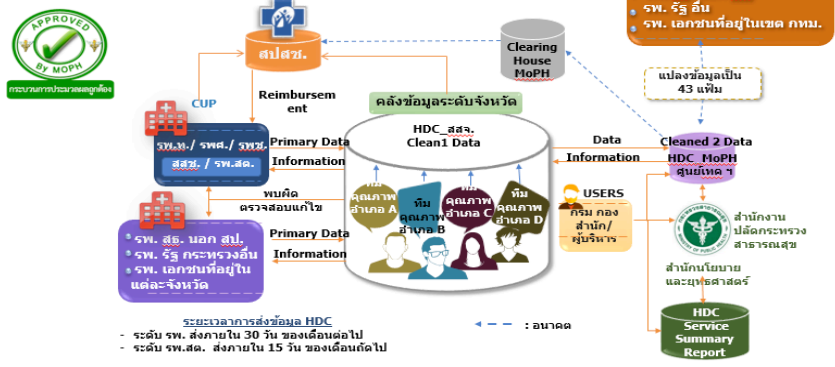 APPROVED
By MOPH
กระบวนการประมวลผลถูกต้อง
สปสช.
CUP
Reimbursem
ent
รพ.ท./ รพศ./ รพช.
สสช. / รพ.สต.
Primary Data
Information
พบผิด
ตรวจสอบแก้ไข
รพ. สธ. นอก สป.
รพ. รัฐ กระทรวงอื่น
รพ. เอกชนที่อยู่ใน
แต่ละจังหวัด
Primary Data
Information
คลังข้อมูลระดับจังหวัด
HDC_สสจ.
Clean1 Data
ทีม
คุณภาพ
อำเภอ A
ทีม
คุณภาพ
อำเภอ B
ทีม
คุณภาพ
อำเภอ C
ทีม
คุณภาพ
อำเภอ D
Clearing
House
MoPH
รพ. รัฐ อื่น
รพ. เอกชนที่อยู่ในเขต กทม.
แปลงข้อมูลเป็น
43 แฟ้ม
Data
Information
Cleaned 2 Data
HDC_MoPH
ศูนย์เทค ฯ
USERS
กรม กอง
สำนัก/
ผู้บริหาร
สำนักงาน
ปลัดกระทรวง
สาธารณสุข
สำนักนโยบาย
และยุทธศาสตร์
HDC
Service
Summary
Report
ระยะเวลาการส่งข้อมูล HDC
- ระดับ รพ. ส่งภายใน 30 วัน ของเดือนต่อไป
- ระดับ รพ.สต. ส่งภายใน 15 วัน ของเดือนถัดไป
: อนาคต